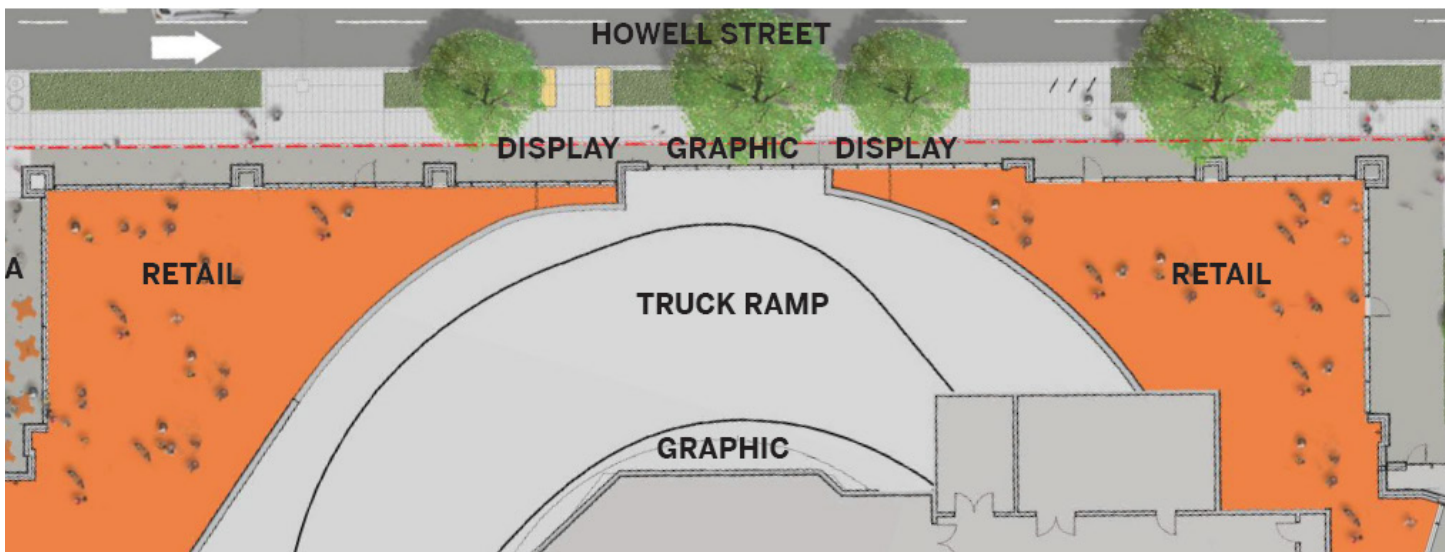 HOWELL STREET
DISPLAY GRAPHIC DISPLAY
A RETAIL RETAIL
TRUCK RAMP
GRAPHIC